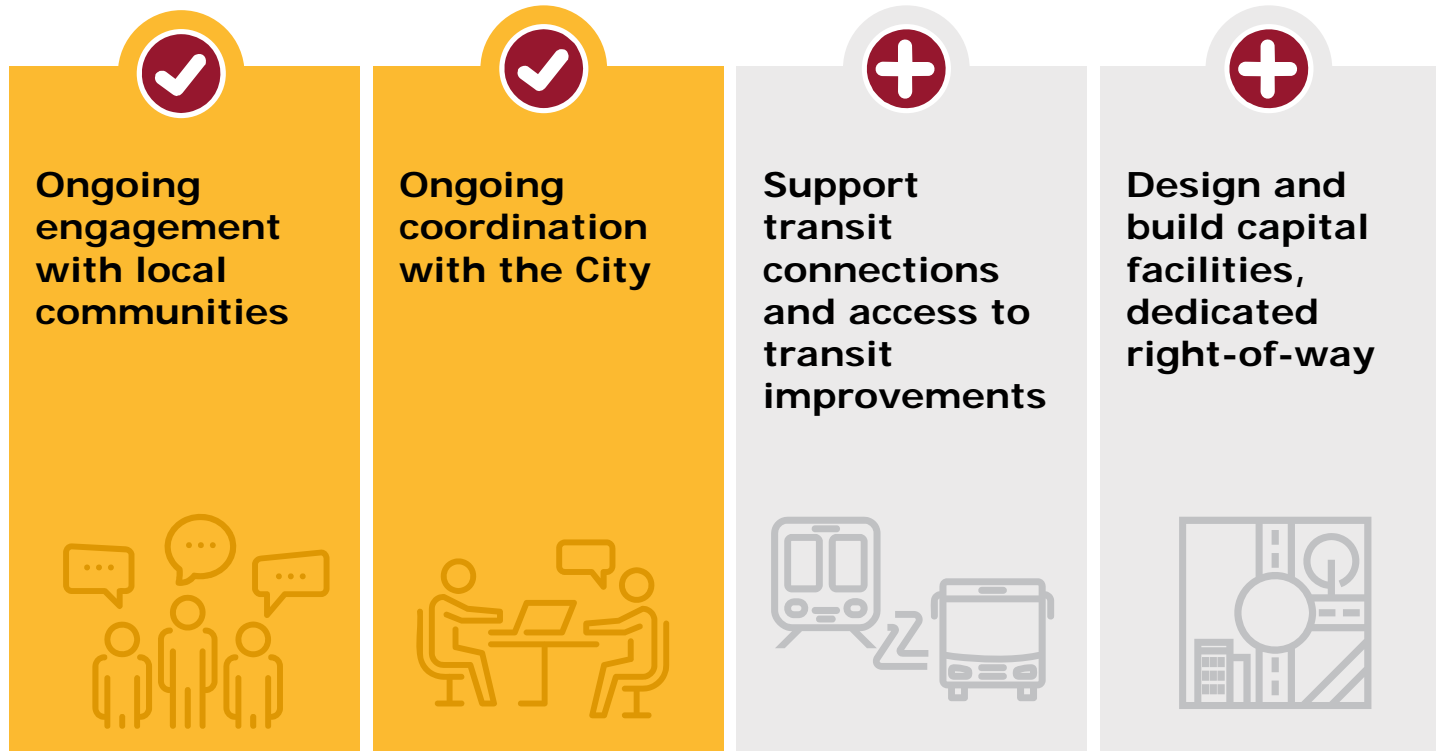 Ongoing
engagement
with local
communities
Ongoing
coordination
with the City
Support
transit
connections
and access to
transit
improvements
Design and
build capital
facilities,
dedicated
right-of-way